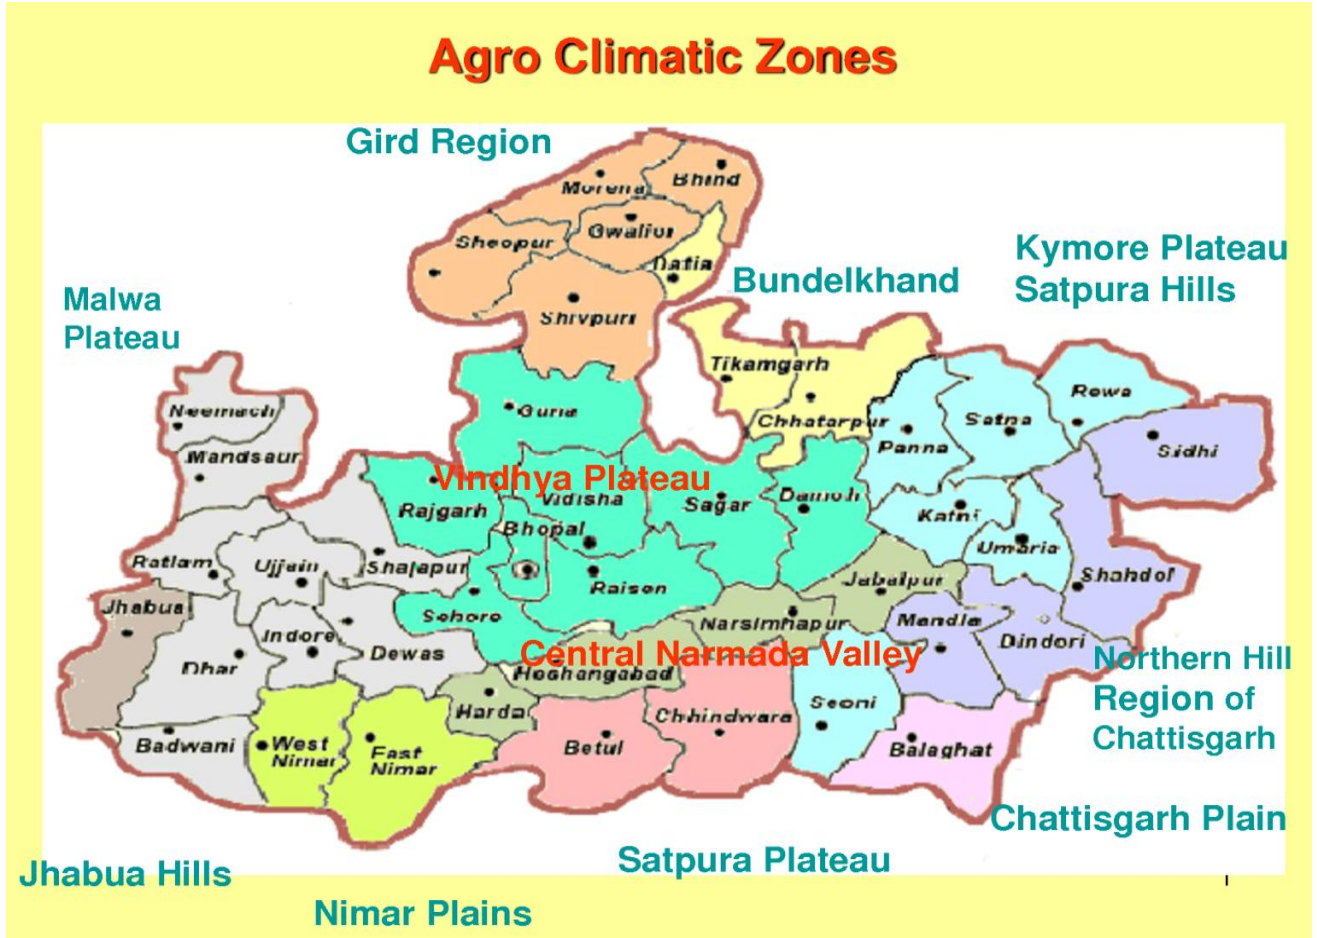 Agro Climatic Zones
Gird Region
Morena
Bhind
Gwalior
Sheopur
Datia
Shivpuri
Bundelkhand
Kymore Plateau
Satpura Hills
Malwa
Plateau
Tikamgarh
Chhatarpur
Rewa
Satna
Panna
Sidhi
Neemach
Mandsaur
Guna
Vindhya Plateau
Rajgarh
Vidisha
Sagar
Damoh
Bhopal
Katni
Umaria
Ratlam
Ujjain
Shajapur
Raisen
Jabalpur
Shahdol
Jhabua
Sehore
Narsimhapur
Mandla
Dindori
Indore
Dewas
Dhar
Central Narmada Valley
Hoshangabad
Northern Hill
Region of
Chattisgarh
Harda
Chhindwara
Seoni
Badwani
West
Nimar
East
Nimar
Betul
Balaghat
Chattisgarh Plain
Satpura Plateau
Jhabua Hills
Nimar Plains